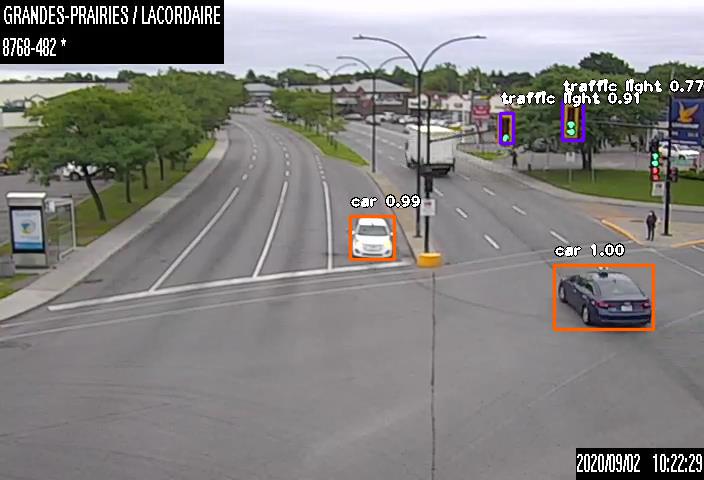 GRANDES-PRAIRIES / LACORDAIRE
8768-482 *
traffic light 0.77
traffic light 0.91
car 0.99
car 1.00
2020/09/02 10:22:29